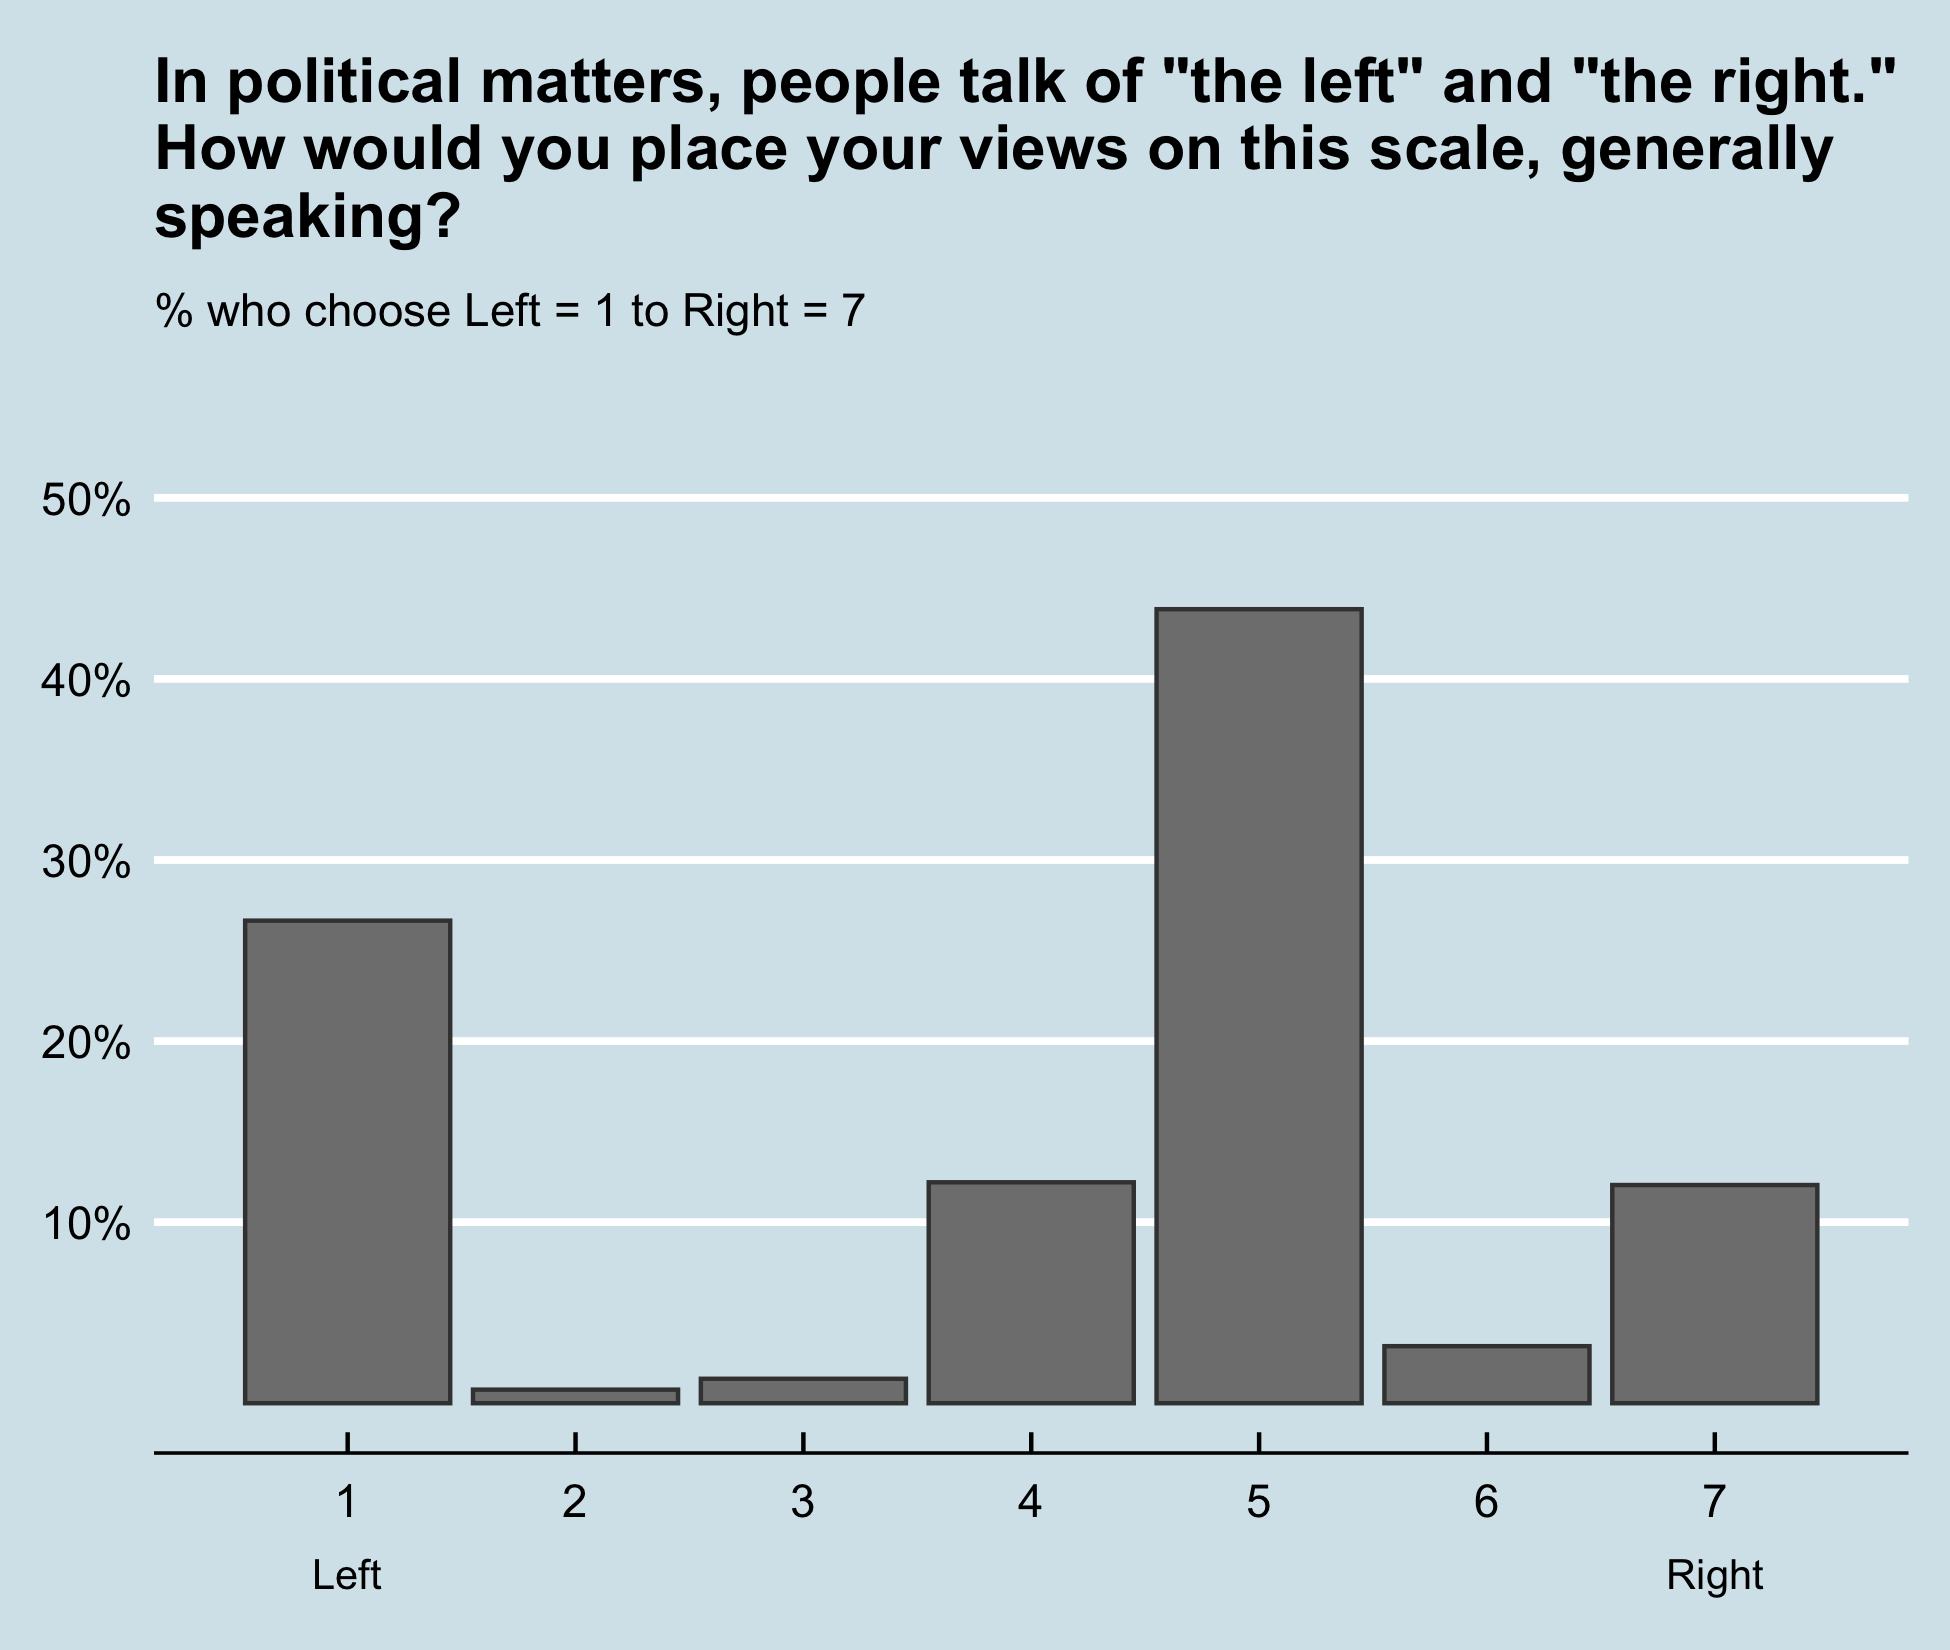 In political matters, people talk of "the left" and "the right."
How would you place your views on this scale, generally
speaking?
% who choose Left = 1 to Right = 7
50%
40%
30%
20%
10%
1 2 3 4 5 6 7
Left Right